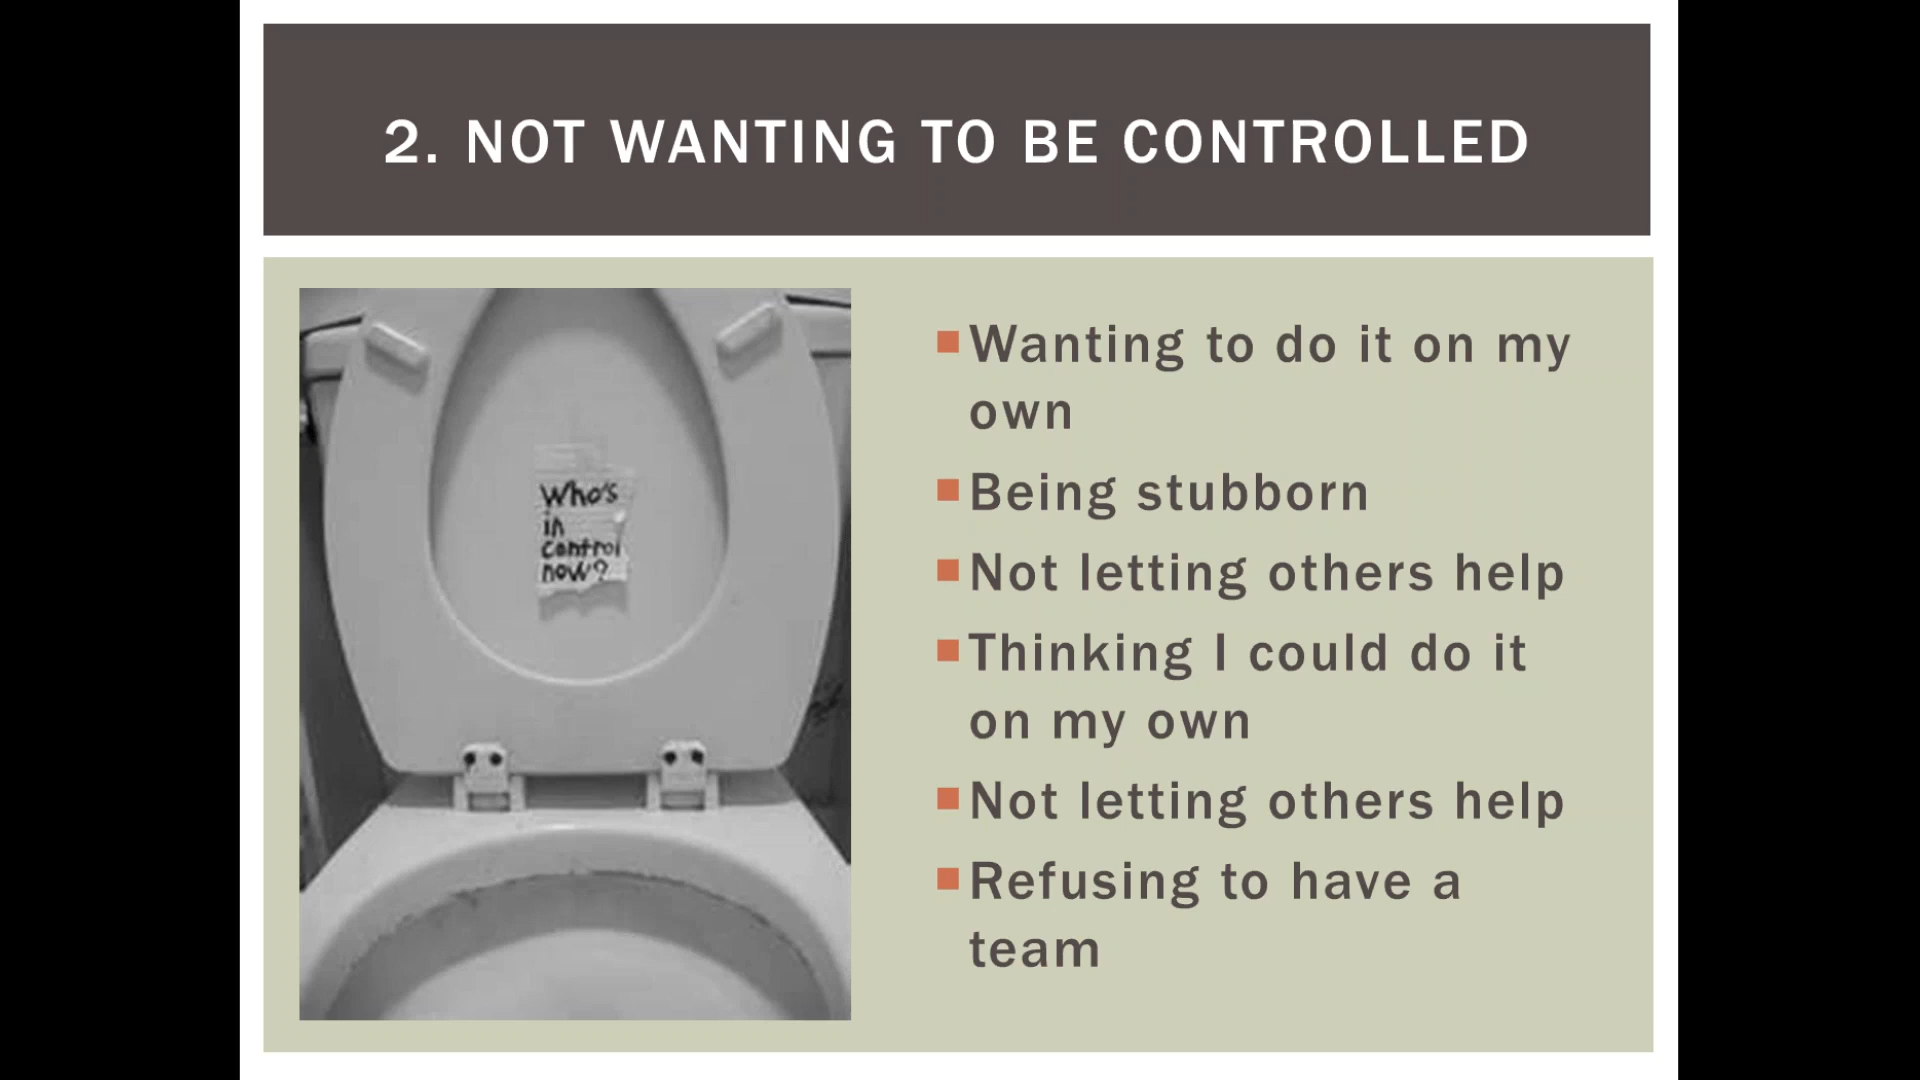 2. NOT WANTING TO BE CONTROLLED
Who's
in
control
now?
Wanting to do it on my
own
Being stubborn
Not letting others help
Thinking I could do it
on my own
Not letting others help
Refusing to have a
team